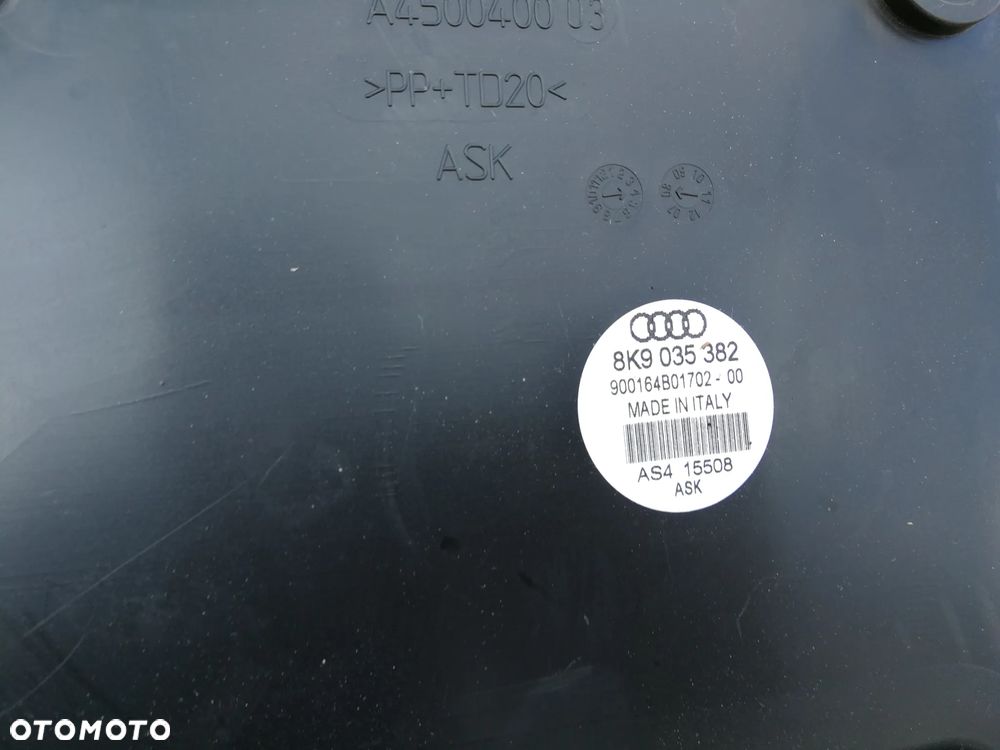 A4500400 03
>PP+TD20<
ASK
8K9 035 382
900164B01702 - 00
MADE IN ITALY
AS4 15508
ASK
OTOMOTO